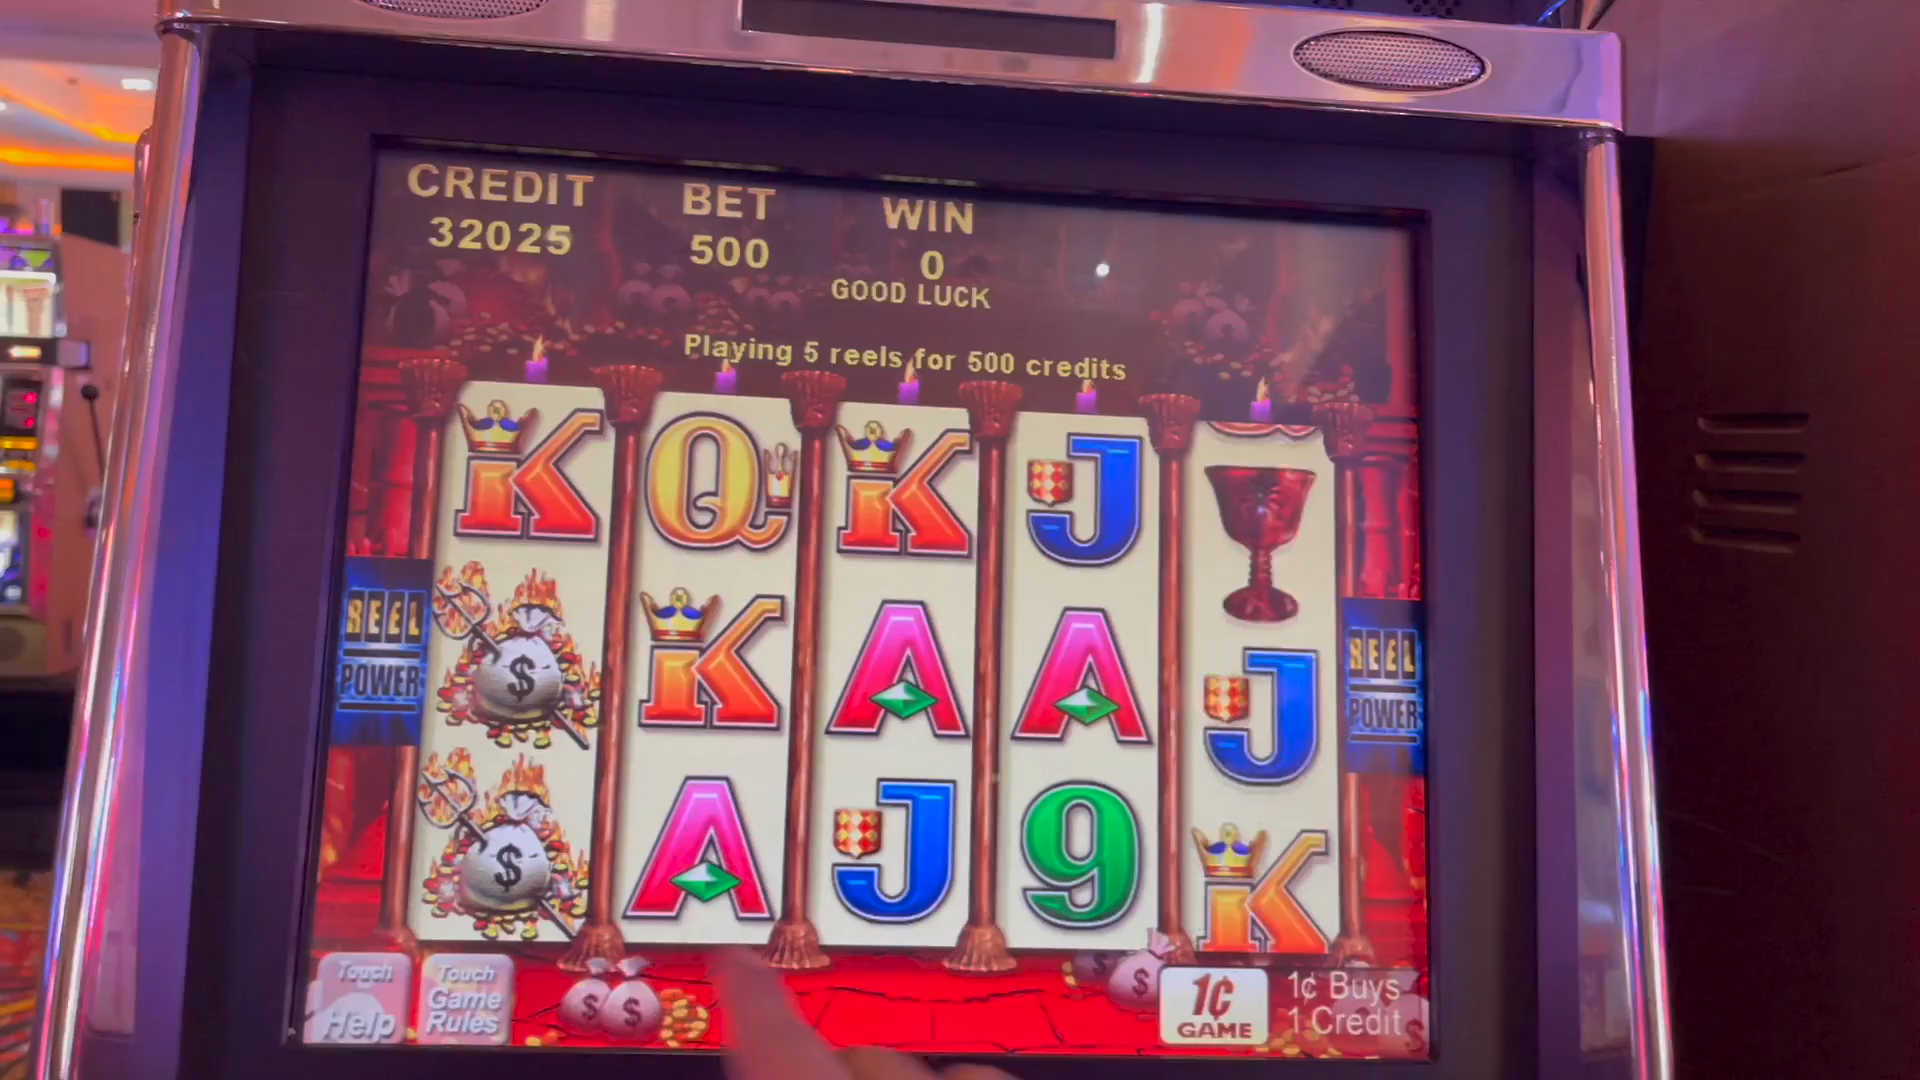 CREDIT BET WIN
32025 500 0
GOOD LUCK
Playing 5 reels for 500 credits
K Q K J
REEL POWER
$ K A A J
REEL POWER
$ A J 9 K
Touch Help
Touch Game Rules
$ $
$
1¢ GAME
1¢ Buys
1 Credit
$